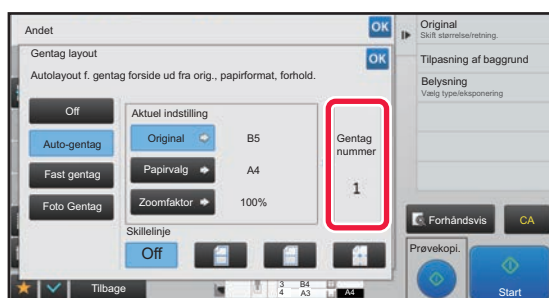 Andet
OK
Gentag layout
OK
Autolayout f. gentag forside ud fra orig., papirformat, forhold.
Off
Auto-gentag
Fast gentag
Foto Gentag
Aktuel indstilling
Original
B5
Papirvalg
A4
Zoomfaktor
100%
Gentag
nummer
1
Skillelinje
Off
Tilbage
3 B4
4 A3
A4
Original
Skift størrelse/retning.
Tilpasning af baggrund
Belysning
Vælg type/eksponering
Forhåndsvis
CA
Prøvekopi.
Start